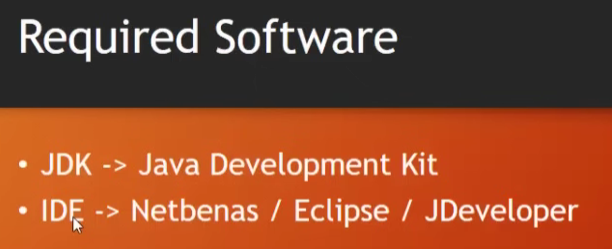 Required Software
• JDK -> Java Development Kit
• IDE -> Netbenas / Eclipse / JDeveloper